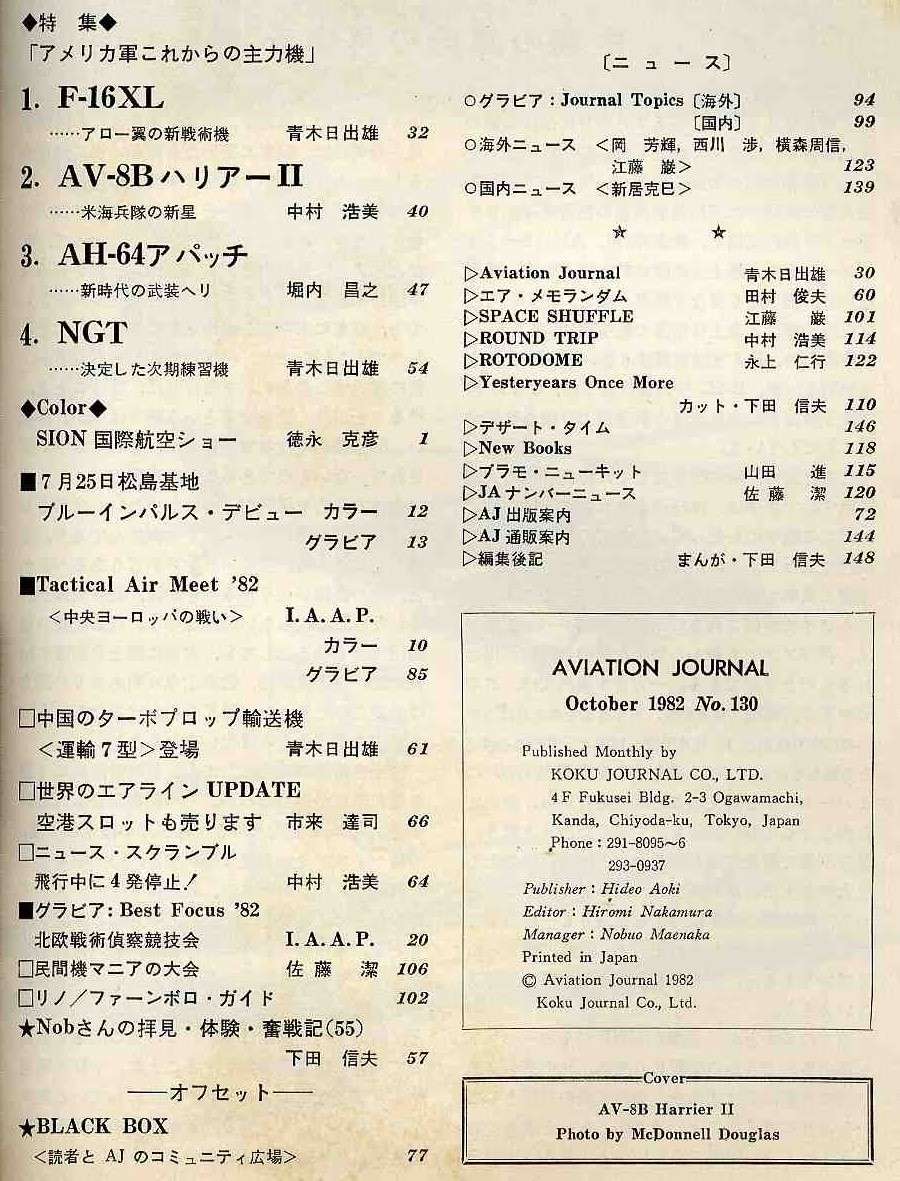 ◆特 集◆
「アメリカ軍これからの主力機」
1. F-16XL
……アロー翼の新戦術機 青木日出雄 32
2. AV-8BハリアーII
……米海兵隊の新星 中村 浩美 40
3. AH-64アパッチ
……新時代の武装ヘリ 堀内 昌之 47
4. NGT
……決定した次期練習機 青木日出雄 54
◆Color◆
SION 国際航空ショー 徳永 克彦 1
■7月25日松島基地
ブルーインパルス・デビュー カラー 12
グラビア 13
■Tactical Air Meet '82
＜中央ヨーロッパの戦い＞ I.A.A.P.
カラー 10
グラビア 85
□中国のターボプロップ輸送機
＜運輸7型＞登場 青木日出雄 61
□世界のエアライン UPDATE
空港スロットも売ります 市来 達司 66
□ニュース・スクランブル
飛行中に4発停止! 中村 浩美 64
■グラビア: Best Focus '82
北欧戦術偵察競技会 I.A.A.P. 20
□民間機マニアの大会 佐藤 潔 106
□リノ／ファーンボロ・ガイド 102
★Nobさんの拝見・体験・奮戦記(55)
下田 信夫 57
──オフセット──
★BLACK BOX
＜読者と AJ のコミュニティ広場＞ 77
〔ニュース〕
○グラビア：Journal Topics〔海外〕 94
〔国内〕 99
○海外ニュース ＜岡 芳輝, 西川 渉, 横森周信,
江藤 巌＞ 123
○国内ニュース ＜新居克巳＞ 139
☆ ☆
▷Aviation Journal 青木日出雄 30
▷エア・メモランダム 田村 俊夫 60
▷SPACE SHUFFLE 江藤 巌 101
▷ROUND TRIP 中村 浩美 114
▷ROTODOME 永上 仁行 122
▷Yesteryears Once More
カット・下田 信夫 110
▷デザート・タイム 146
▷New Books 118
▷プラモ・ニューキット 山田 進 115
▷JAナンバーニュース 佐藤 潔 120
▷AJ出版案内 72
▷AJ通販案内 144
▷編集後記 まんが・下田 信夫 148
AVIATION JOURNAL
October 1982 No. 130
Published Monthly by
KOKU JOURNAL CO., LTD.
4F Fukusei Bldg. 2-3 Ogawamachi,
Kanda, Chiyoda-ku, Tokyo, Japan
Phone: 291-8095～6
293-0937
Publisher: Hideo Aoki
Editor: Hiromi Nakamura
Manager: Nobuo Maenaka
Printed in Japan
© Aviation Journal 1982
Koku Journal Co., Ltd.
Cover
AV-8B Harrier II
Photo by McDonnell Douglas